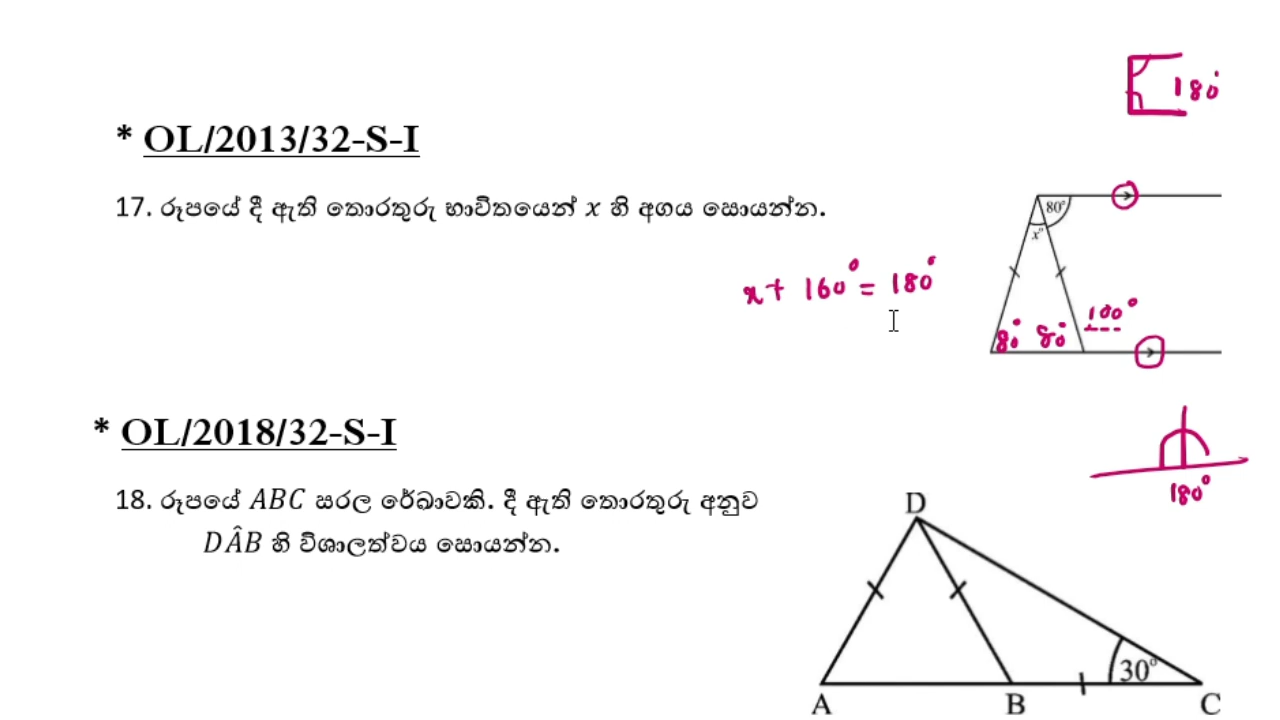 180°
* OL/2013/32-S-I
17. රූපයේ දී ඇති තොරතුරු භාවිතයෙන් x හි අගය සොයන්න.
80°
x°
x + 160° = 180°
100°
80° 80°
* OL/2018/32-S-I
180°
18. රූපයේ ABC සරල රේඛාවකි. දී ඇති තොරතුරු අනුව
DÂB හි විශාලත්වය සොයන්න.
D
30°
A B C